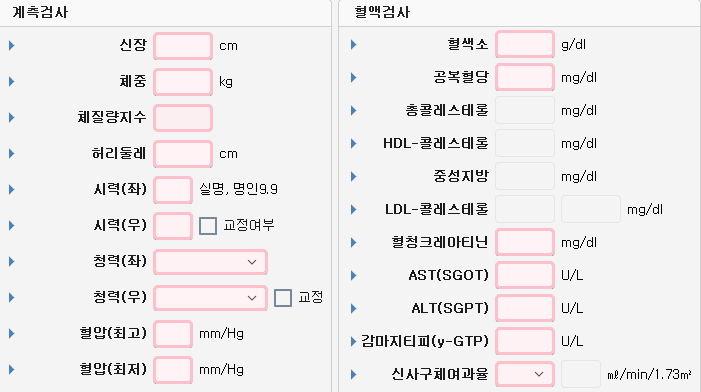 계측검사
신장 cm
체중 kg
체질량지수
허리둘레 cm
시력(좌) 실명, 명인9.9
시력(우) 교정여부
청력(좌)
청력(우) 교정
혈압(최고) mm/Hg
혈압(최저) mm/Hg
혈액검사
혈색소 g/dl
공복혈당 mg/dl
총콜레스테롤 mg/dl
HDL-콜레스테롤 mg/dl
중성지방 mg/dl
LDL-콜레스테롤 mg/dl
혈청크레아티닌 mg/dl
AST(SGOT) U/L
ALT(SGPT) U/L
감마지티피(y-GTP) U/L
신사구체여과율 ㎖/min/1.73㎡